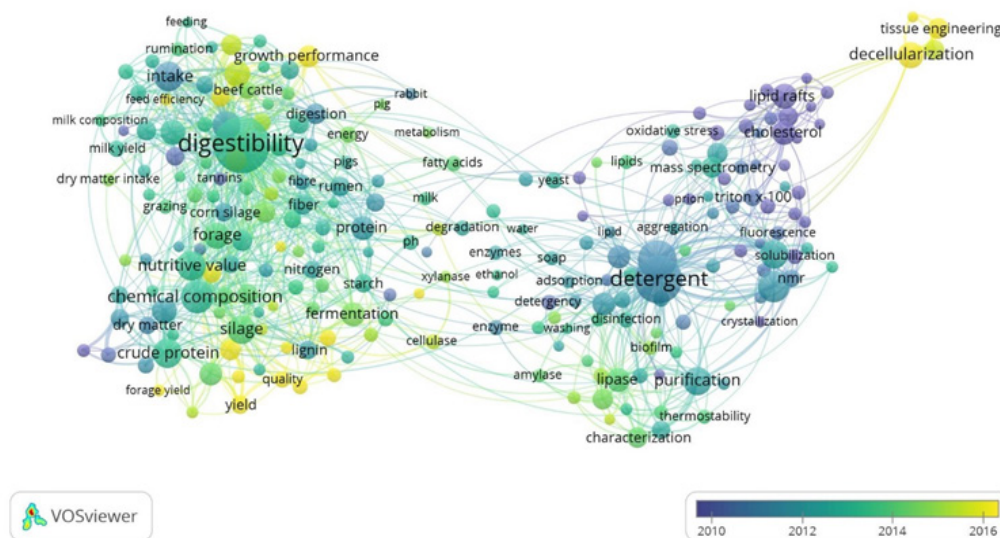 feeding
tissue engineering
rumination
growth performance
decellularization
intake
feed efficiency
beef cattle
rabbit
lipid rafts
pig
milk composition
digestion
energy
metabolism
oxidative stress
cholesterol
digestibility
milk yield
pigs
fatty acids
lipids
mass spectrometry
dry matter intake
tannins
fibre
rumen
yeast
grazing
corn silage
fiber
milk
prion
triton x-100
forage
protein
degradation
water
lipid
aggregation
fluorescence
ph
enzymes
soap
solubilization
nutritive value
nitrogen
xylanase
ethanol
adsorption
detergent
nmr
chemical composition
starch
detergency
dry matter
fermentation
enzyme
washing
disinfection
crystallization
silage
cellulase
crude protein
lignin
biofilm
forage yield
quality
amylase
lipase
purification
yield
thermostability
characterization
VOSviewer
2010 2012 2014 2016